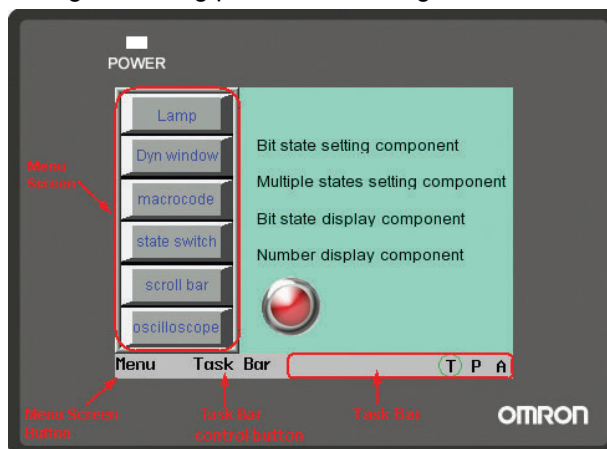 POWER
Lamp
Dyn window
macrocode
state switch
scroll bar
oscilloscope
Menu
Screen
Bit state setting component
Multiple states setting component
Bit state display component
Number display component
Menu Task Bar T P A
Menu Screen
Button
Task Bar
control button
Task Bar
OMRON